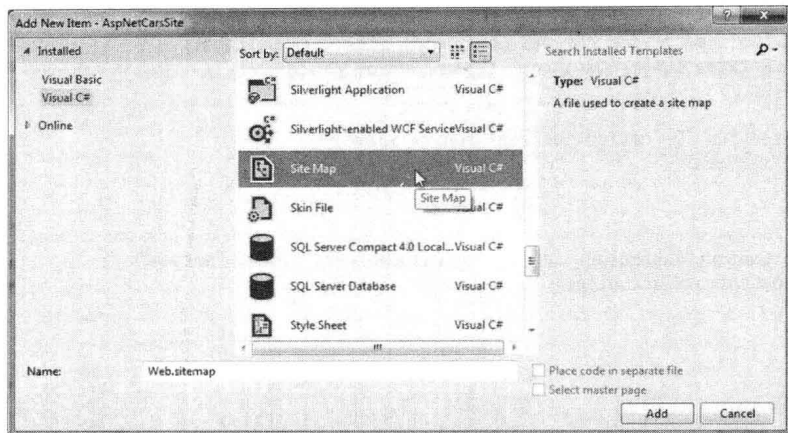 Add New Item - AspNetCarsSite
Installed
Sort by: Default
Search Installed Templates
Visual Basic
Visual C#
Online
Silverlight Application Visual C#
Silverlight-enabled WCF ServiceVisual C#
Site Map Visual C#
Site Map
Skin File ual C#
SQL Server Compact 4.0 Local... Visual C#
SQL Server Database Visual C#
Style Sheet Visual C#
Type: Visual C#
A file used to create a site map
Name: Web.sitemap
Place code in separate file
Select master page
Add Cancel